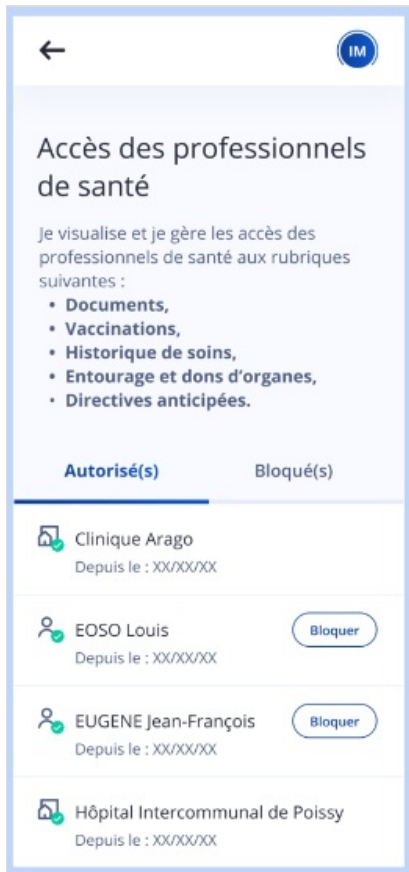 IM
Accès des professionnels
de santé
Je visualise et je gère les accès des
professionnels de santé aux rubriques
suivantes :
• Documents,
• Vaccinations,
• Historique de soins,
• Entourage et dons d'organes,
• Directives anticipées.
Autorisé(s) Bloqué(s)
Clinique Arago
Depuis le : XX/XX/XX
EOSO Louis Bloquer
Depuis le : XX/XX/XX
EUGENE Jean-François Bloquer
Depuis le : XX/XX/XX
Hôpital Intercommunal de Poissy
Depuis le : XX/XX/XX